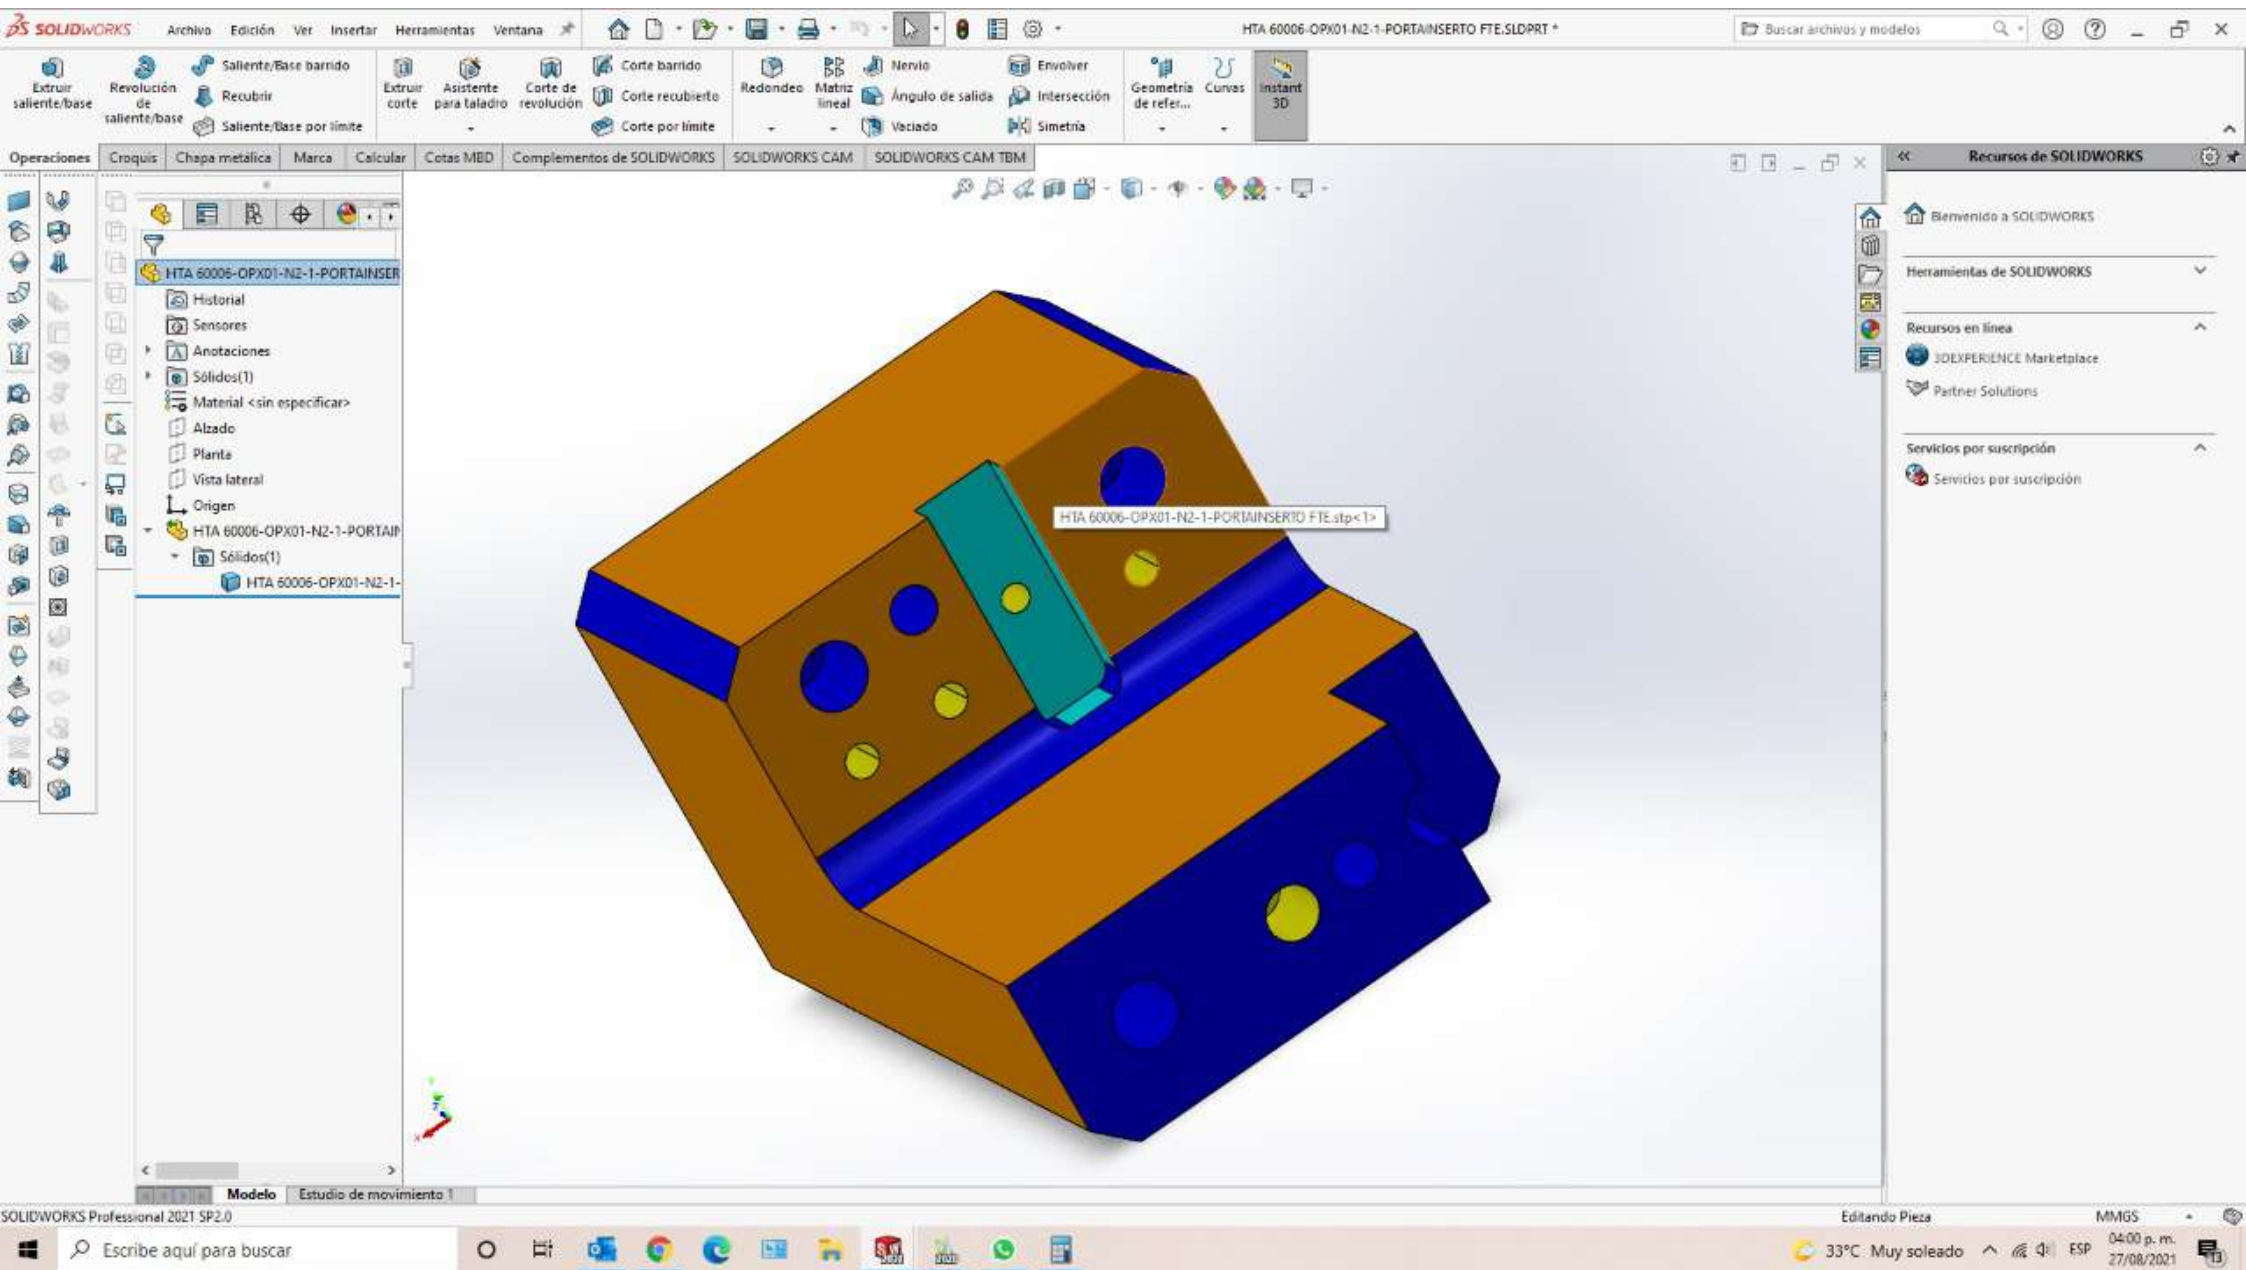 SOLIDWORKS
Archivo Edición Ver Insertar Herramientas Ventana
HTA 60006-OPX01-N2-1-PORTAINSERTO FTE.SLDPRT *
Buscar archivos y modelos
Extruir saliente/base
Revolución de saliente/base
Saliente/Base barrido
Recubrir
Saliente/Base por límite
Extruir corte
Asistente para taladro
Corte de revolución
Corte barrido
Corte recubierto
Corte por límite
Redondeo
Matriz lineal
Nervio
Ángulo de salida
Vaciado
Envolver
Intersección
Simetría
Geometría de refer...
Curvas
Instant 3D
Operaciones Croquis Chapa metálica Marca Calcular Cotas MBD Complementos de SOLIDWORKS SOLIDWORKS CAM SOLIDWORKS CAM TBM
HTA 60006-OPX01-N2-1-PORTAINSER
Historial
Sensores
Anotaciones
Sólidos(1)
Material <sin especificar>
Alzado
Planta
Vista lateral
Origen
HTA 60006-OPX01-N2-1-PORTAIN
Sólidos(1)
HTA 60006-OPX01-N2-1-
HTA 60006-OPX01-N2-1-PORTAINSERTO FTE.stp<1>
Recursos de SOLIDWORKS
Bienvenido a SOLIDWORKS
Herramientas de SOLIDWORKS
Recursos en línea
3DEXPERIENCE Marketplace
Partner Solutions
Servicios por suscripción
Servicios por suscripción
Modelo Estudio de movimiento 1
SOLIDWORKS Professional 2021 SP2.0
Editando Pieza
MMGS
Escribe aquí para buscar
33°C Muy soleado
ESP
04:00 p. m.
27/08/2021